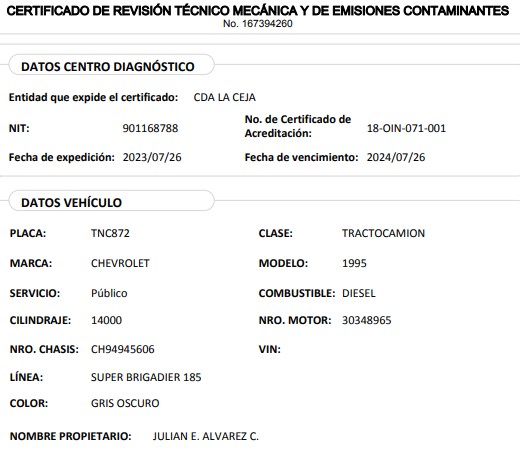 CERTIFICADO DE REVISIÓN TÉCNICO MECÁNICA Y DE EMISIONES CONTAMINANTES
No. 167394260
DATOS CENTRO DIAGNÓSTICO
Entidad que expide el certificado: CDA LA CEJA
NIT: 901168788 No. de Certificado de Acreditación: 18-OIN-071-001
Fecha de expedición: 2023/07/26 Fecha de vencimiento: 2024/07/26
DATOS VEHÍCULO
PLACA: TNC872 CLASE: TRACTOCAMION
MARCA: CHEVROLET MODELO: 1995
SERVICIO: Público COMBUSTIBLE: DIESEL
CILINDRAJE: 14000 NRO. MOTOR: 30348965
NRO. CHASIS: CH94945606 VIN:
LÍNEA: SUPER BRIGADIER 185
COLOR: GRIS OSCURO
NOMBRE PROPIETARIO: JULIAN E. ALVAREZ C.